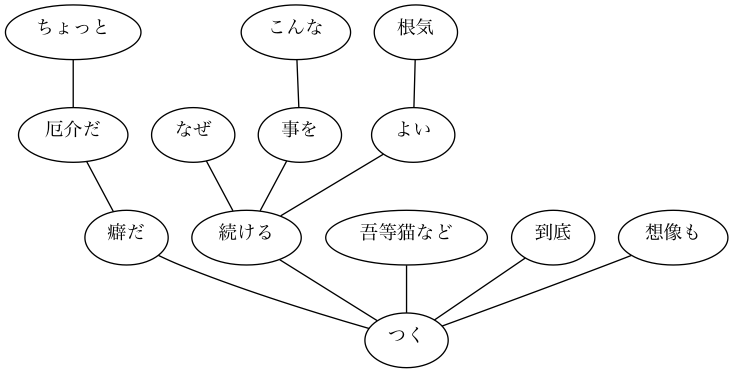 ちょっと
こんな
根気
厄介だ
なぜ
事を
よい
癖だ
続ける
吾等猫など
到底
想像も
つく